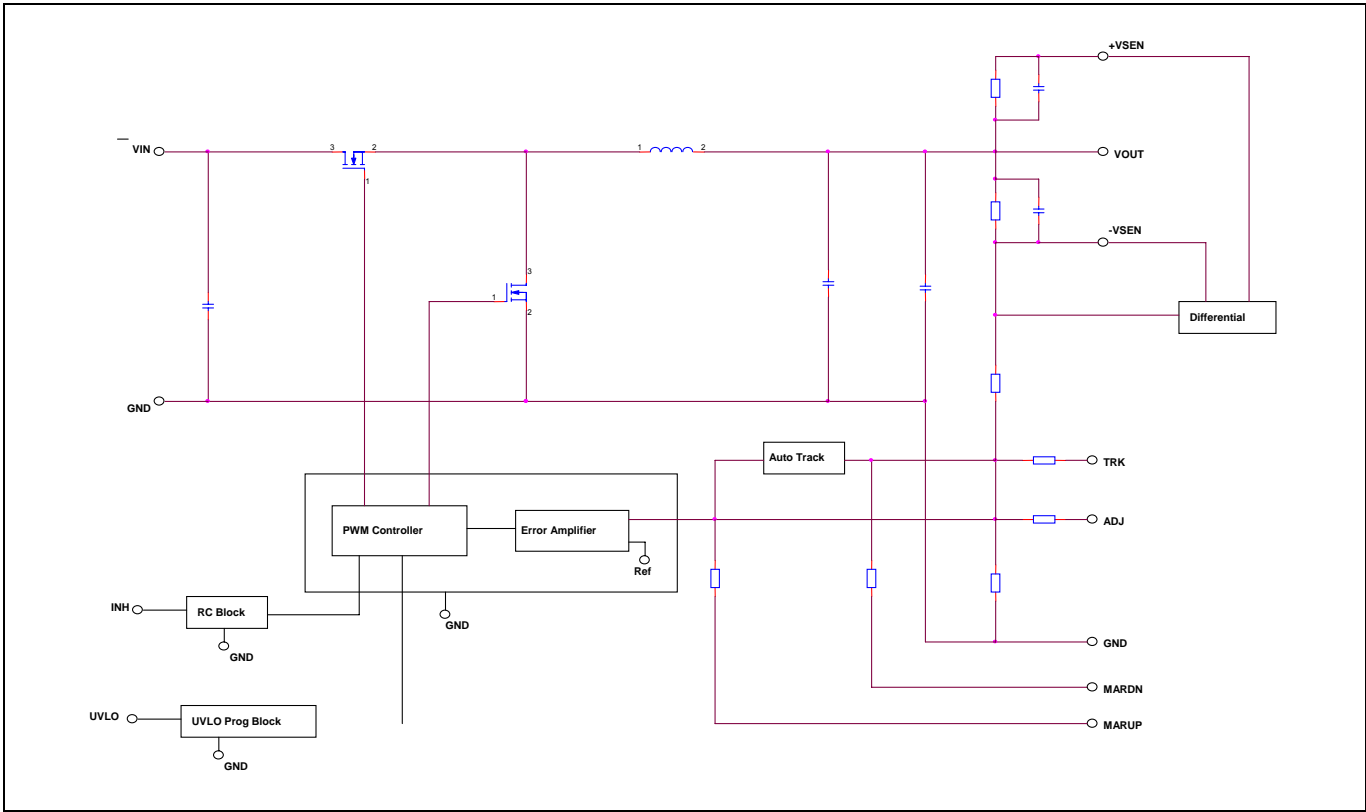 +VSEN
VIN
3
2
1
1
2
VOUT
-VSEN
3
1
2
Differential
GND
Auto Track
TRK
PWM Controller
Error Amplifier
ADJ
Ref
INH
RC Block
GND
GND
GND
MARDN
UVLO
UVLO Prog Block
MARUP
GND